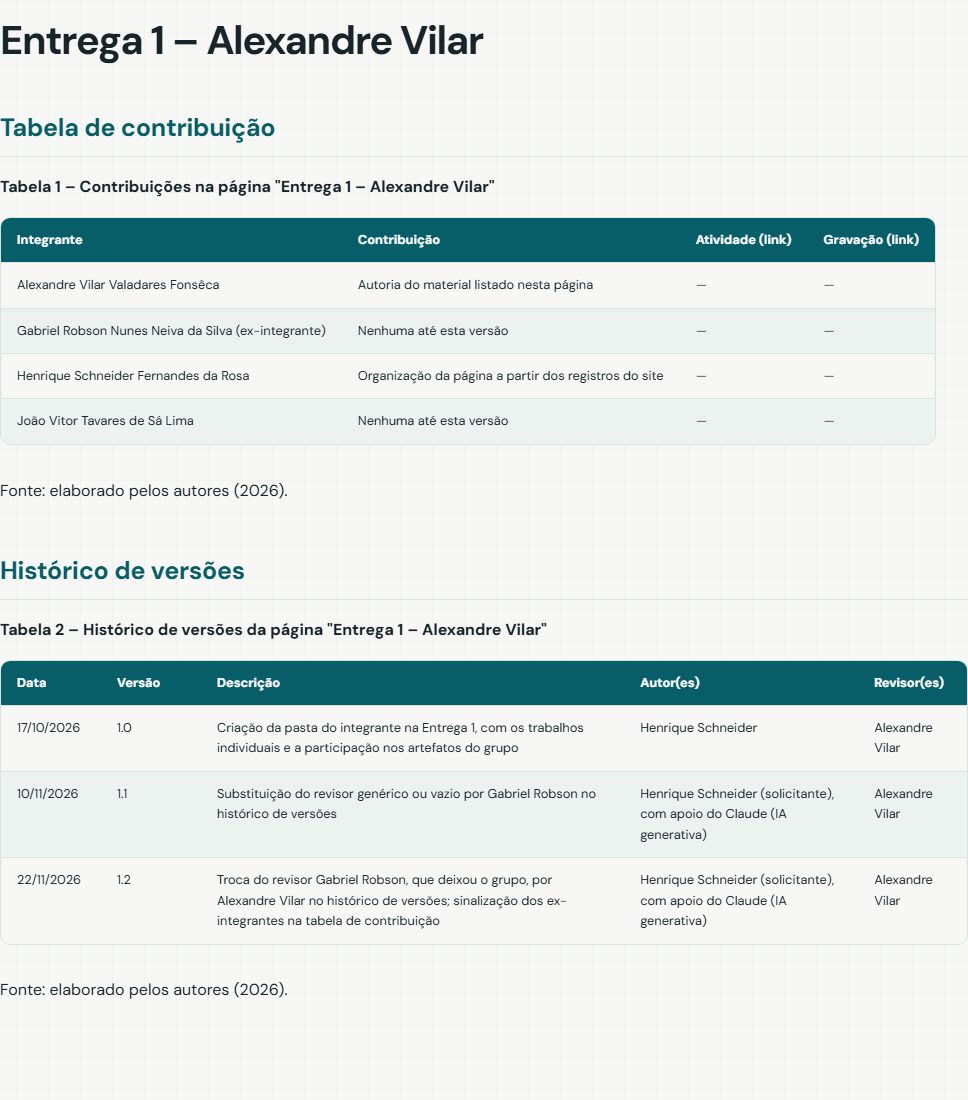 Entrega 1 – Alexandre Vilar
Tabela de contribuição
Tabela 1 – Contribuições na página "Entrega 1 – Alexandre Vilar"
Integrante Contribuição Atividade (link) Gravação (link)
Alexandre Vilar Valadares Fonsêca Autoria do material listado nesta página — —
Gabriel Robson Nunes Neiva da Silva (ex-integrante) Nenhuma até esta versão — —
Henrique Schneider Fernandes da Rosa Organização da página a partir dos registros do site — —
João Vitor Tavares de Sá Lima Nenhuma até esta versão — —
Fonte: elaborado pelos autores (2026).
Histórico de versões
Tabela 2 – Histórico de versões da página "Entrega 1 – Alexandre Vilar"
Data Versão Descrição Autor(es) Revisor(es)
17/10/2026 1.0 Criação da pasta do integrante na Entrega 1, com os trabalhos Henrique Schneider Alexandre
individuais e a participação nos artefatos do grupo Vilar
10/11/2026 1.1 Substituição do revisor genérico ou vazio por Gabriel Robson no Henrique Schneider (solicitante), Alexandre
histórico de versões com apoio do Claude (IA Vilar
generativa)
22/11/2026 1.2 Troca do revisor Gabriel Robson, que deixou o grupo, por Henrique Schneider (solicitante), Alexandre
Alexandre Vilar no histórico de versões; sinalização dos ex- com apoio do Claude (IA Vilar
integrantes na tabela de contribuição generativa)
Fonte: elaborado pelos autores (2026).